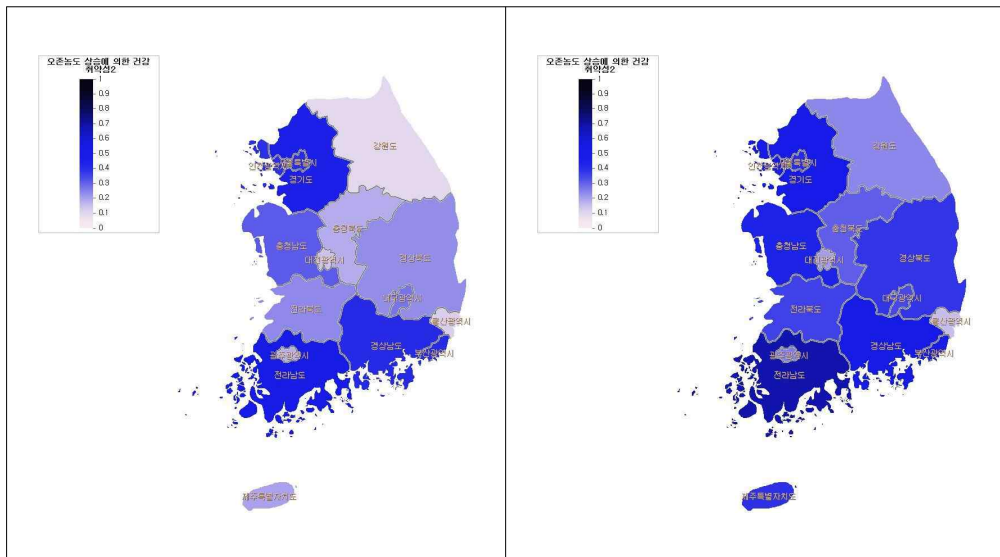 오존농도 상승에 의한 건강
취약성2
1
0.9
0.8
0.7
0.6
0.5
0.4
0.3
0.2
0.1
0
강원도
경기도
충청북도
충청남도
대전광역시
경상북도
대구광역시
전라북도
울산광역시
경상남도
부산광역시
광주광역시
전라남도
제주특별자치도
오존농도 상승에 의한 건강
취약성2
1
0.9
0.8
0.7
0.6
0.5
0.4
0.3
0.2
0.1
0
강원도
경기도
충청북도
충청남도
대전광역시
경상북도
대구광역시
전라북도
울산광역시
경상남도
부산광역시
광주광역시
전라남도
제주특별자치도